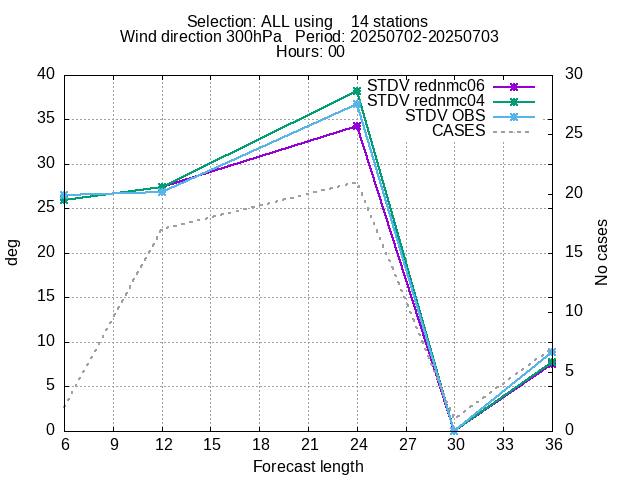 Selection: ALL using    14 stations
Wind direction 300hPa   Period: 20250702-20250703
Hours: 00
STDV rednmc06
STDV rednmc04
STDV OBS
CASES
40
35
30
25
20
15
10
5
0
deg
30
25
20
15
10
5
0
No cases
6 9 12 15 18 21 24 27 30 33 36
Forecast length